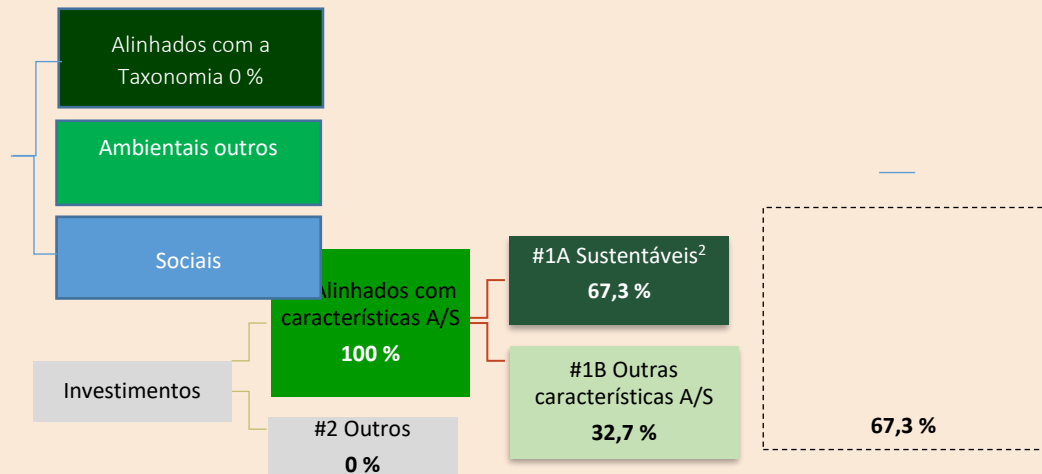 Alinhados com a
Taxonomia 0 %
Ambientais outros
Sociais
#1A Sustentáveis2
67,3 %
Alinhados com
características A/S
100 %
#1B Outras
características A/S
32,7 %
Investimentos
#2 Outros
0 %
67,3 %